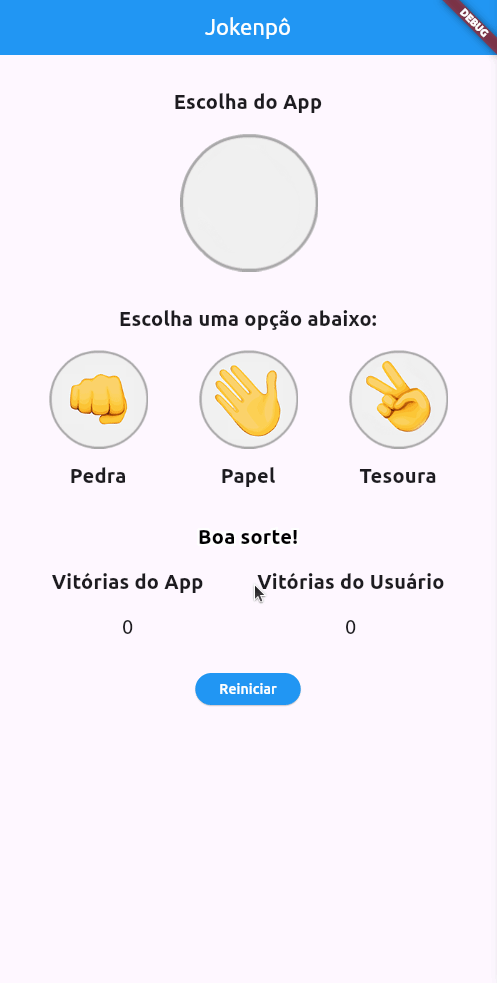 Jokenpô
DEBUG
Escolha do App
Escolha uma opção abaixo:
Pedra Papel Tesoura
Boa sorte!
Vitórias do App Vitórias do Usuário
0 0
Reiniciar